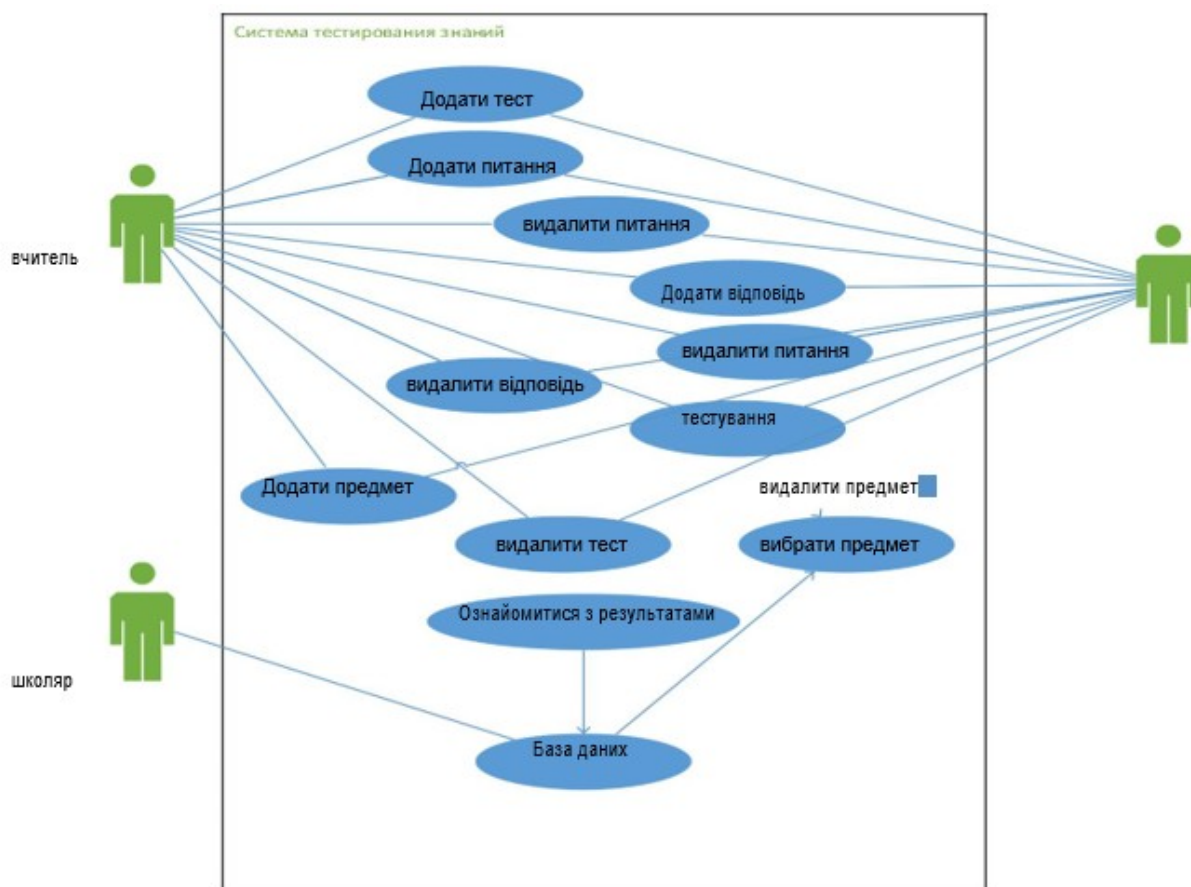 Система тестирования знаний
Додати тест
Додати питання
видалити питання
вчитель
Додати відповідь
видалити питання
видалити відповідь
тестування
Додати предмет
видалити предмет
видалити тест
вибрати предмет
Ознайомитися з результатами
школяр
База даних